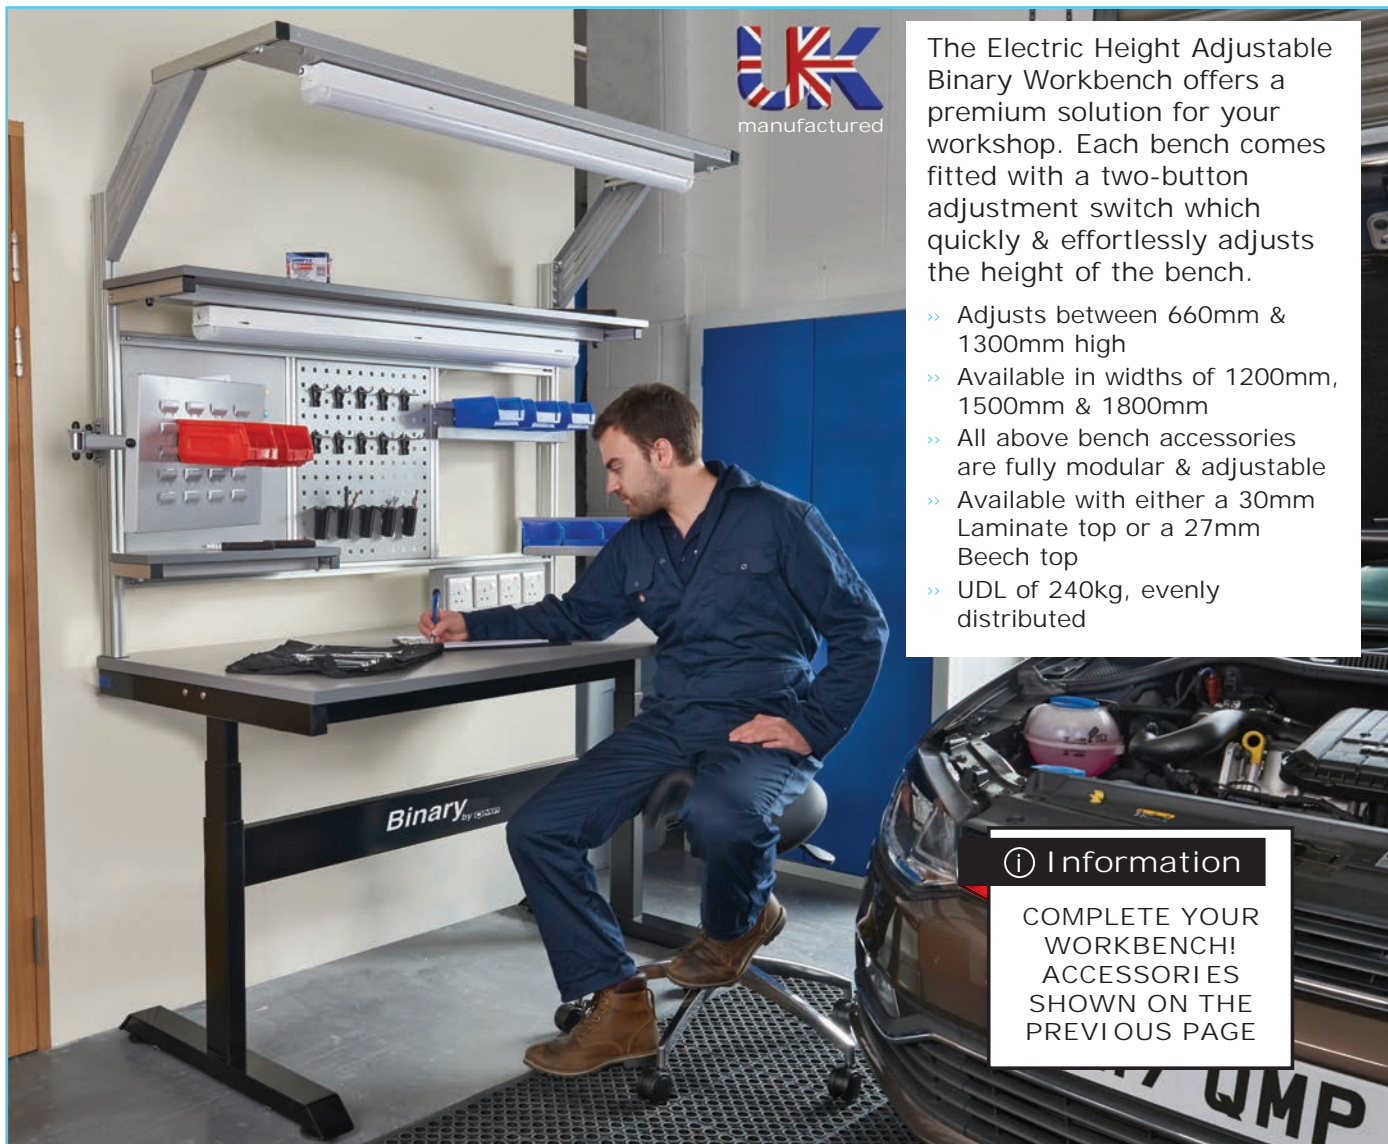 UK
manufactured
The Electric Height Adjustable
Binary Workbench offers a
premium solution for your
workshop. Each bench comes
fitted with a two-button
adjustment switch which
quickly & effortlessly adjusts
the height of the bench.
›› Adjusts between 660mm &
1300mm high
›› Available in widths of 1200mm,
1500mm & 1800mm
›› All above bench accessories
are fully modular & adjustable
›› Available with either a 30mm
Laminate top or a 27mm
Beech top
›› UDL of 240kg, evenly
distributed
Binary by QMP
i Information
COMPLETE YOUR
WORKBENCH!
ACCESSORIES
SHOWN ON THE
PREVIOUS PAGE
7 QMP